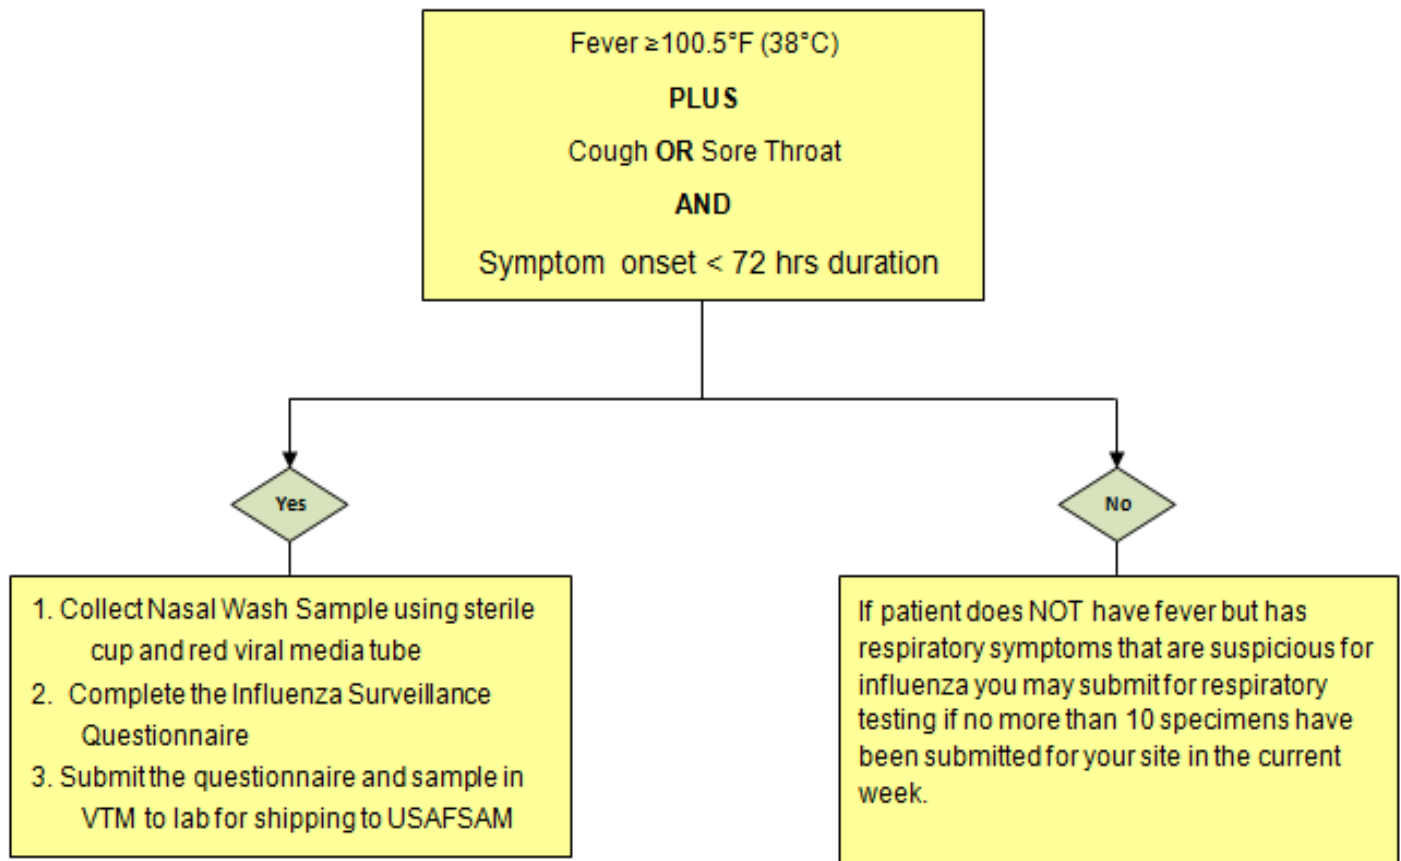 Fever ≥100.5°F (38°C)
PLUS
Cough OR Sore Throat
AND
Symptom onset < 72 hrs duration
Yes
No
1. Collect Nasal Wash Sample using sterile
cup and red viral media tube
2. Complete the Influenza Surveillance
Questionnaire
3. Submit the questionnaire and sample in
VTM to lab for shipping to USAFSAM
If patient does NOT have fever but has
respiratory symptoms that are suspicious for
influenza you may submit for respiratory
testing if no more than 10 specimens have
been submitted for your site in the current
week.